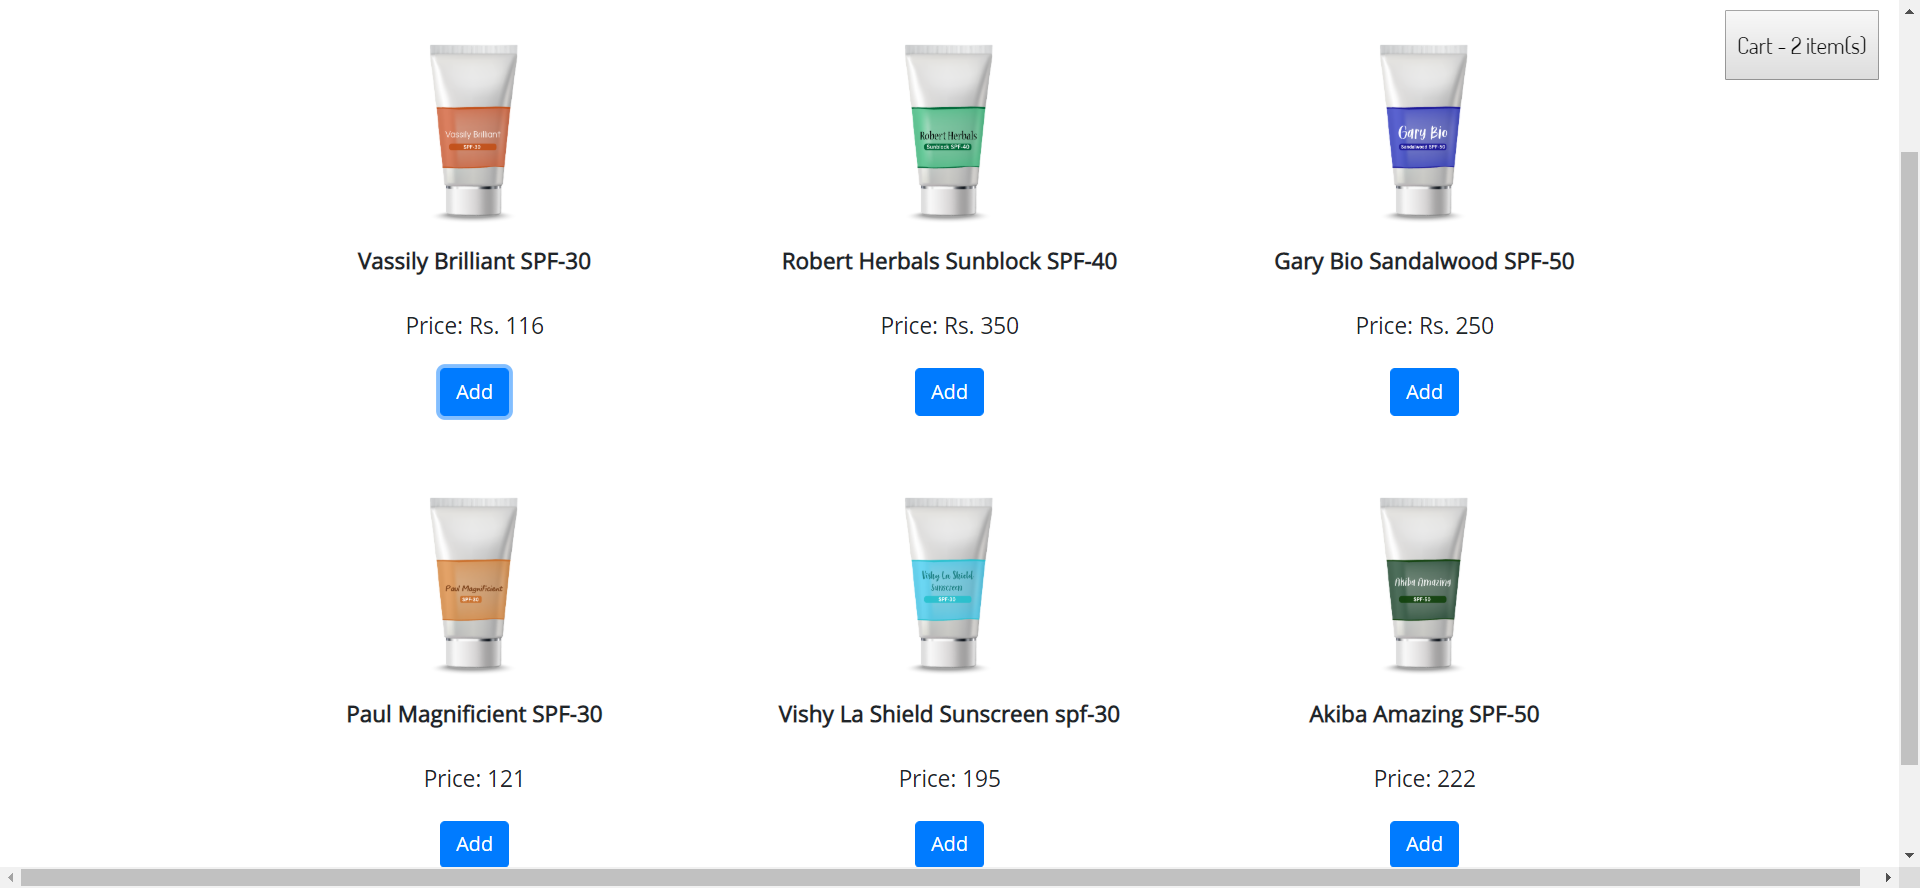 Cart - 2 item(s)
Vassily Brilliant
SPF-30
Robert Herbals
Sunblock SPF-40
Gary Bio
Sandalwood SPF-50
Vassily Brilliant SPF-30
Robert Herbals Sunblock SPF-40
Gary Bio Sandalwood SPF-50
Price: Rs. 116
Price: Rs. 350
Price: Rs. 250
Add
Add
Add
Paul Magnificient
SPF-30
Vishy La Shield
Sunscreen
SPF-30
Akiba Amazing
SPF-50
Paul Magnificient SPF-30
Vishy La Shield Sunscreen spf-30
Akiba Amazing SPF-50
Price: 121
Price: 195
Price: 222
Add
Add
Add